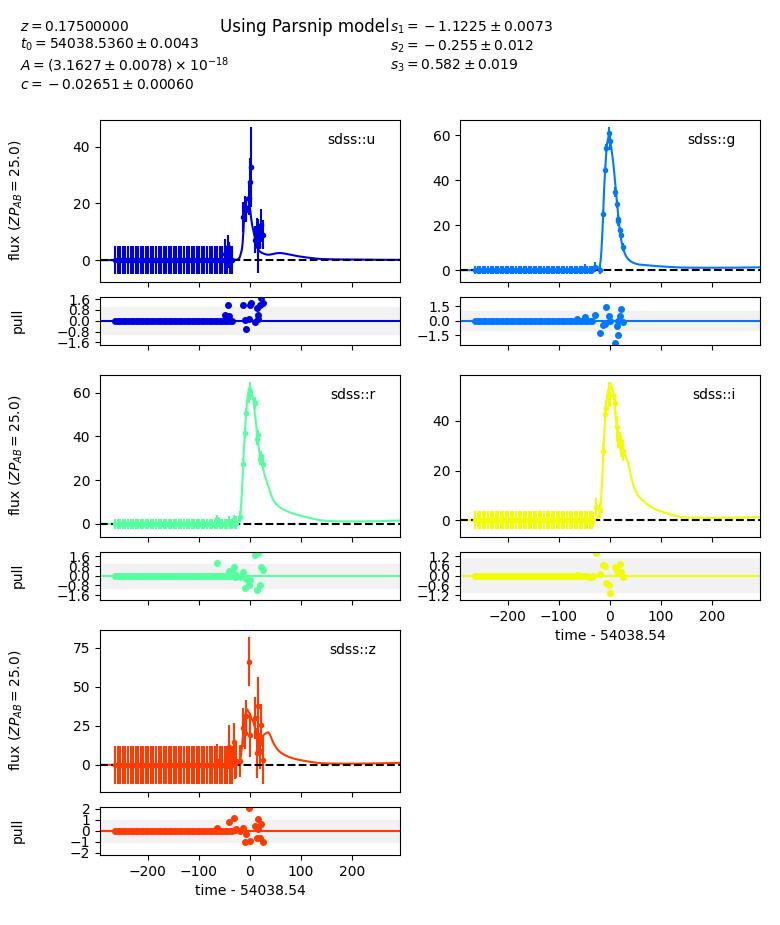 Using Parsnip model
z = 0.17500000
t₀ = 54038.5360 ± 0.0043
A = (3.1627 ± 0.0078) × 10⁻¹⁸
c = −0.02651 ± 0.00060
s₁ = −1.1225 ± 0.0073
s₂ = −0.255 ± 0.012
s₃ = 0.582 ± 0.019
sdss::u
flux (ZP_AB = 25.0)
40
20
0
pull
1.6
0.8
0.0
−0.8
−1.6
sdss::g
60
40
20
0
1.5
0.0
−1.5
sdss::r
flux (ZP_AB = 25.0)
60
40
20
0
pull
1.6
0.8
0.0
−0.8
−1.6
sdss::i
40
20
0
1.2
0.6
0.0
−0.6
−1.2
−200 −100 0 100 200
time - 54038.54
sdss::z
flux (ZP_AB = 25.0)
75
50
25
0
pull
2
1
0
−1
−2
−200 −100 0 100 200
time - 54038.54